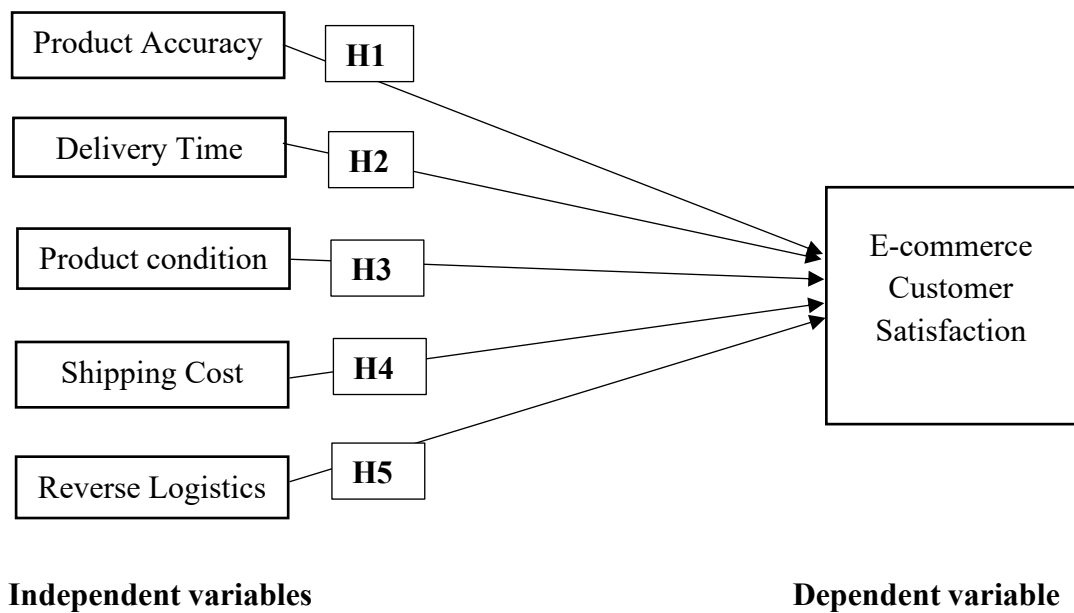 Product Accuracy
H1
Delivery Time
H2
Product condition
H3
Shipping Cost
H4
Reverse Logistics
H5
E-commerce
Customer
Satisfaction
Independent variables
Dependent variable